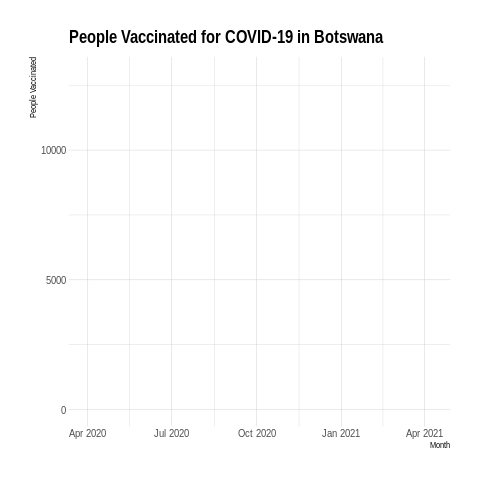 People Vaccinated for COVID-19 in Botswana
People Vaccinated
10000
5000
0
Apr 2020 Jul 2020 Oct 2020 Jan 2021 Apr 2021
Month